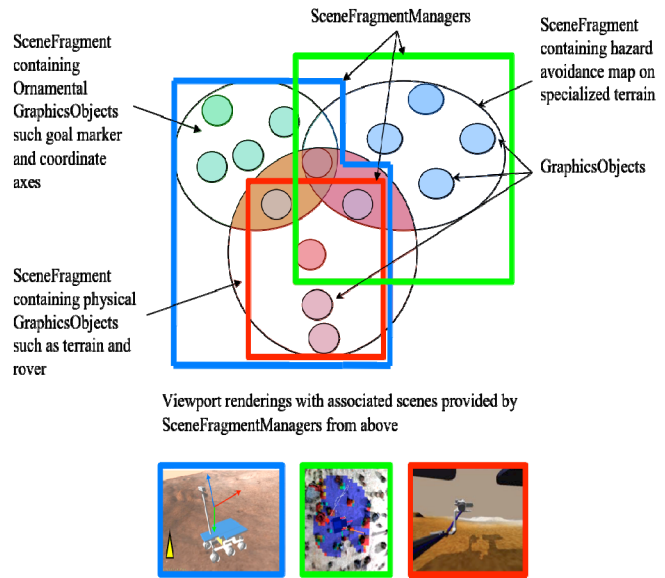 SceneFragmentManagers
SceneFragment
containing
Ornamental
GraphicsObjects
such goal marker
and coordinate
axes
SceneFragment
containing hazard
avoidance map on
specialized terrain
GraphicsObjects
SceneFragment
containing physical
GraphicsObjects
such as terrain and
rover
Viewport renderings with associated scenes provided by
SceneFragmentManagers from above